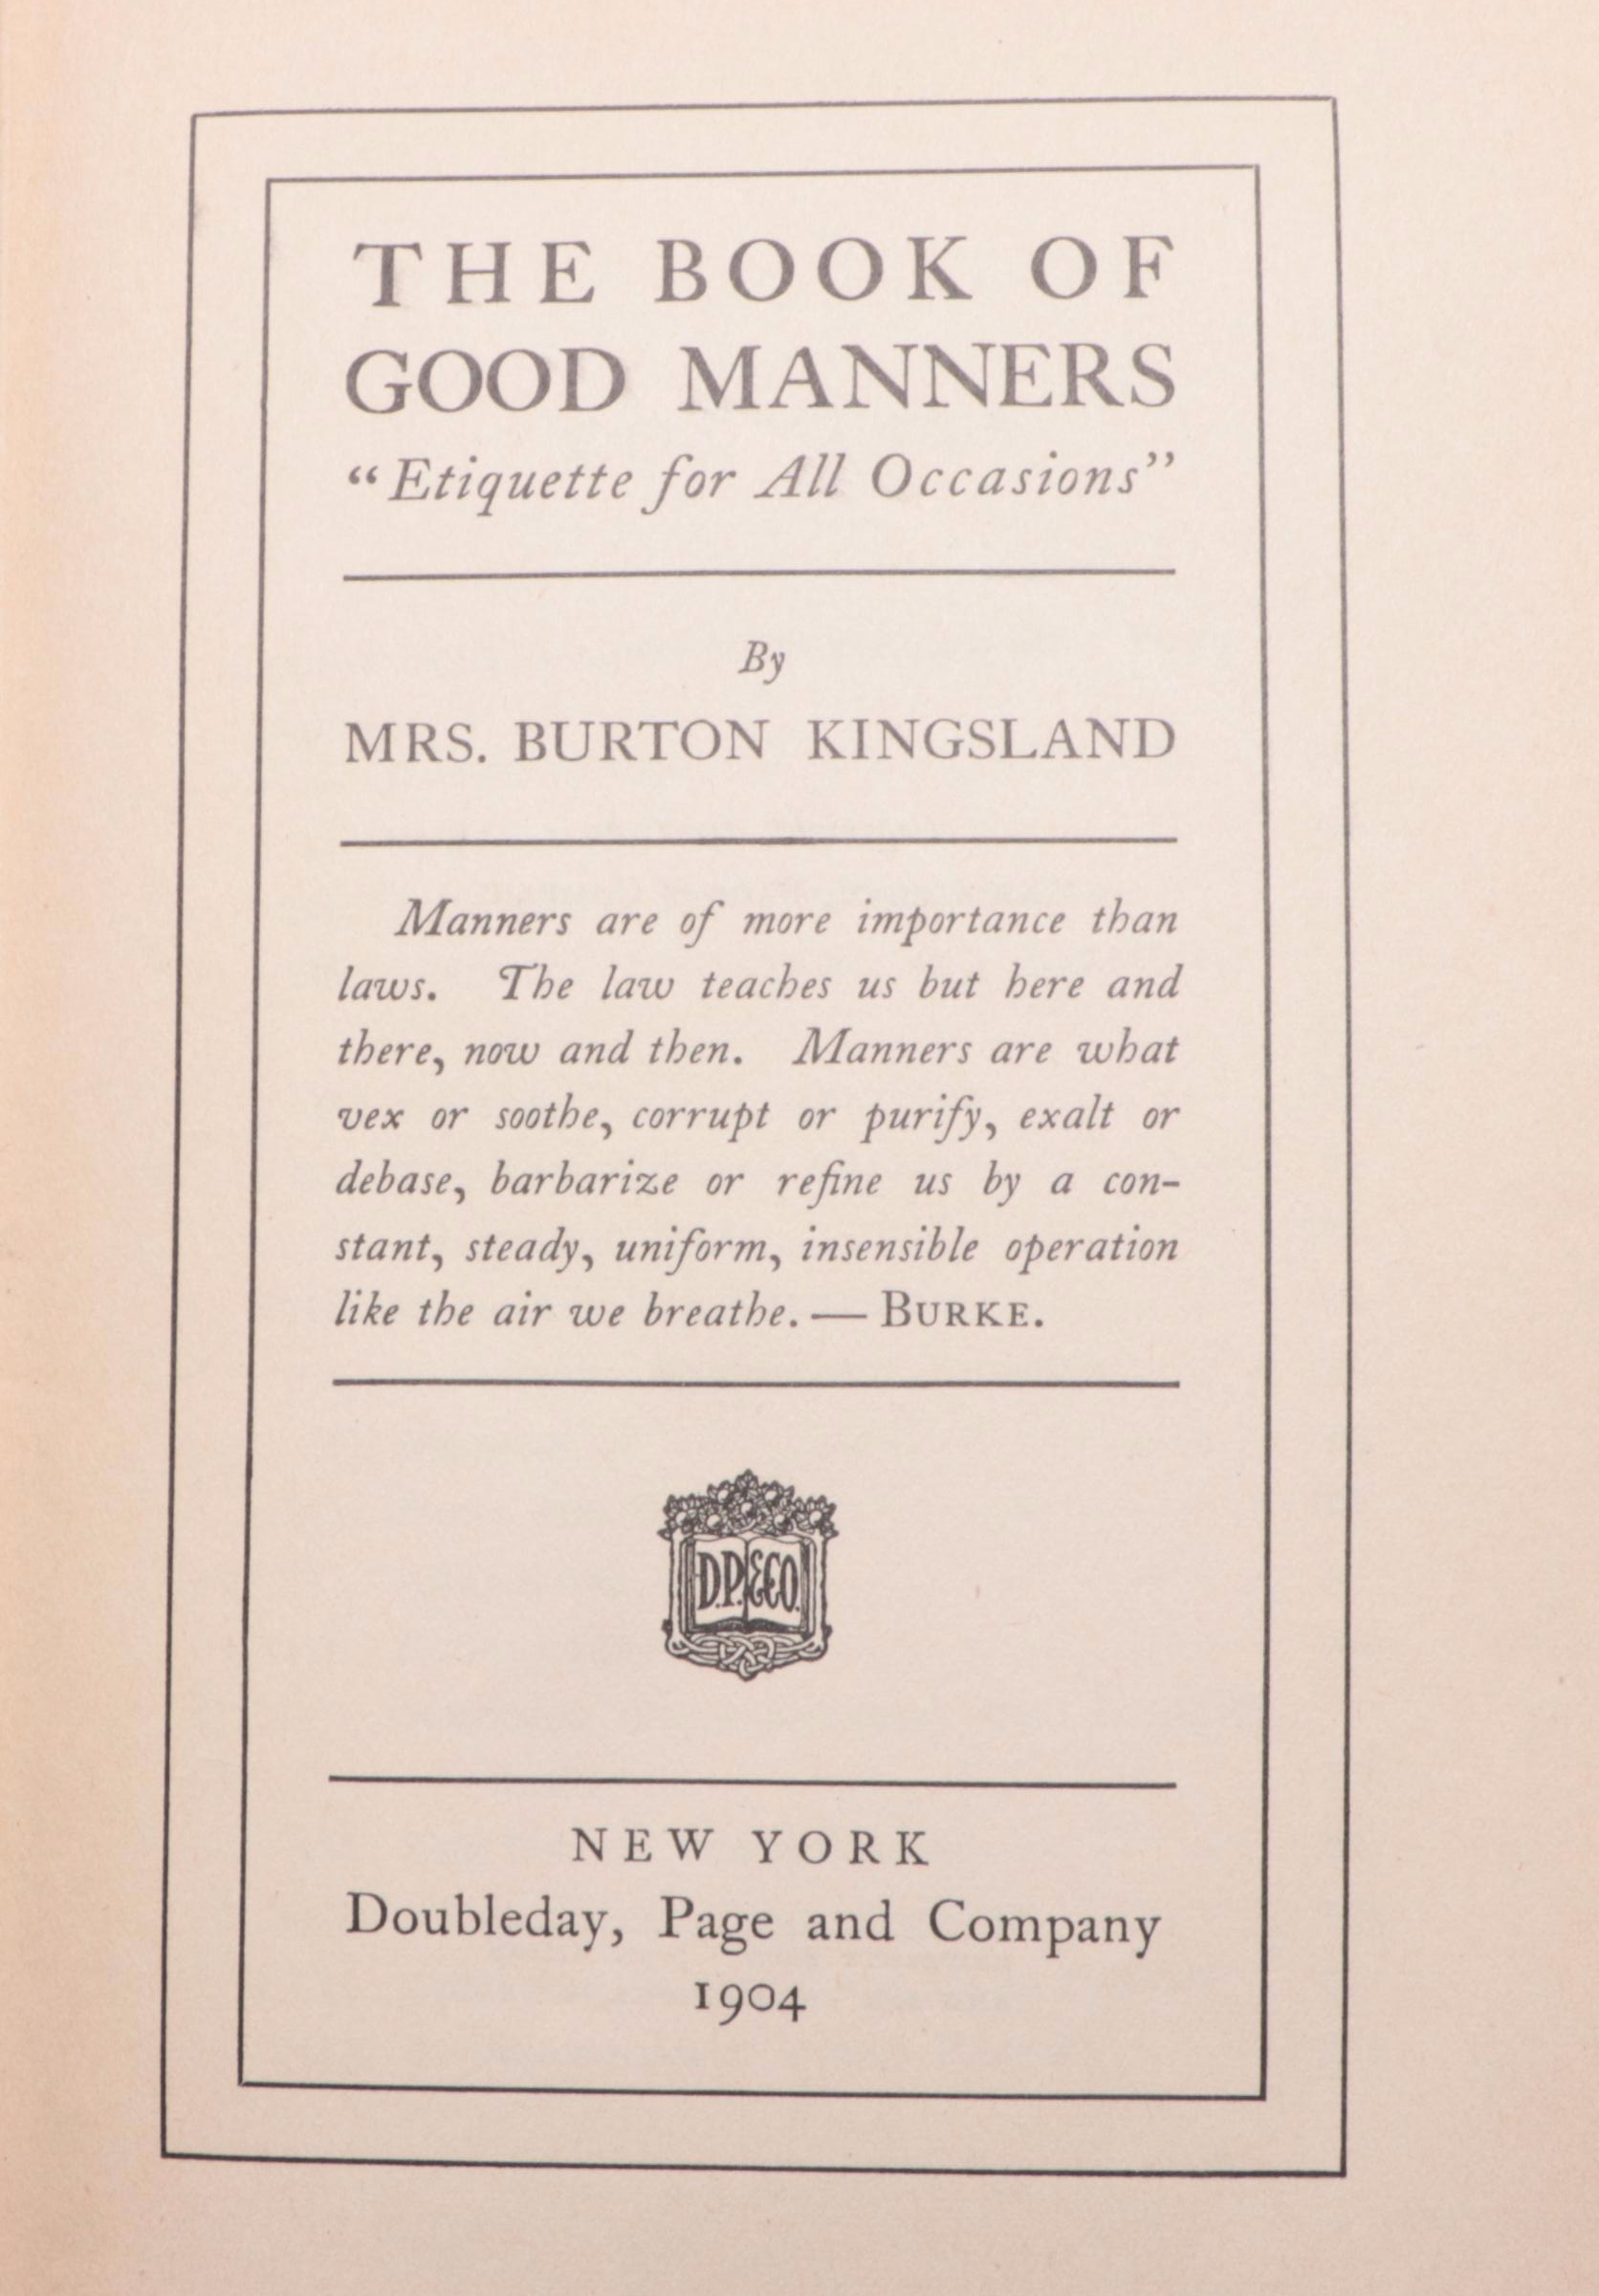 THE BOOK OF
GOOD MANNERS
“Etiquette for All Occasions”
By
MRS. BURTON KINGSLAND
Manners are of more importance than
laws. The law teaches us but here and
there, now and then. Manners are what
vex or soothe, corrupt or purify, exalt or
debase, barbarize or refine us by a con-
stant, steady, uniform, insensible operation
like the air we breathe. — BURKE.
D.P.&CO.
NEW YORK
Doubleday, Page and Company
1904